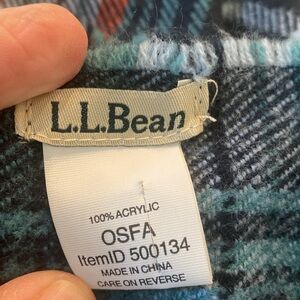 L.L.Bean
100% ACRYLIC
OSFA
ItemID 500134
MADE IN CHINA
CARE ON REVERSE